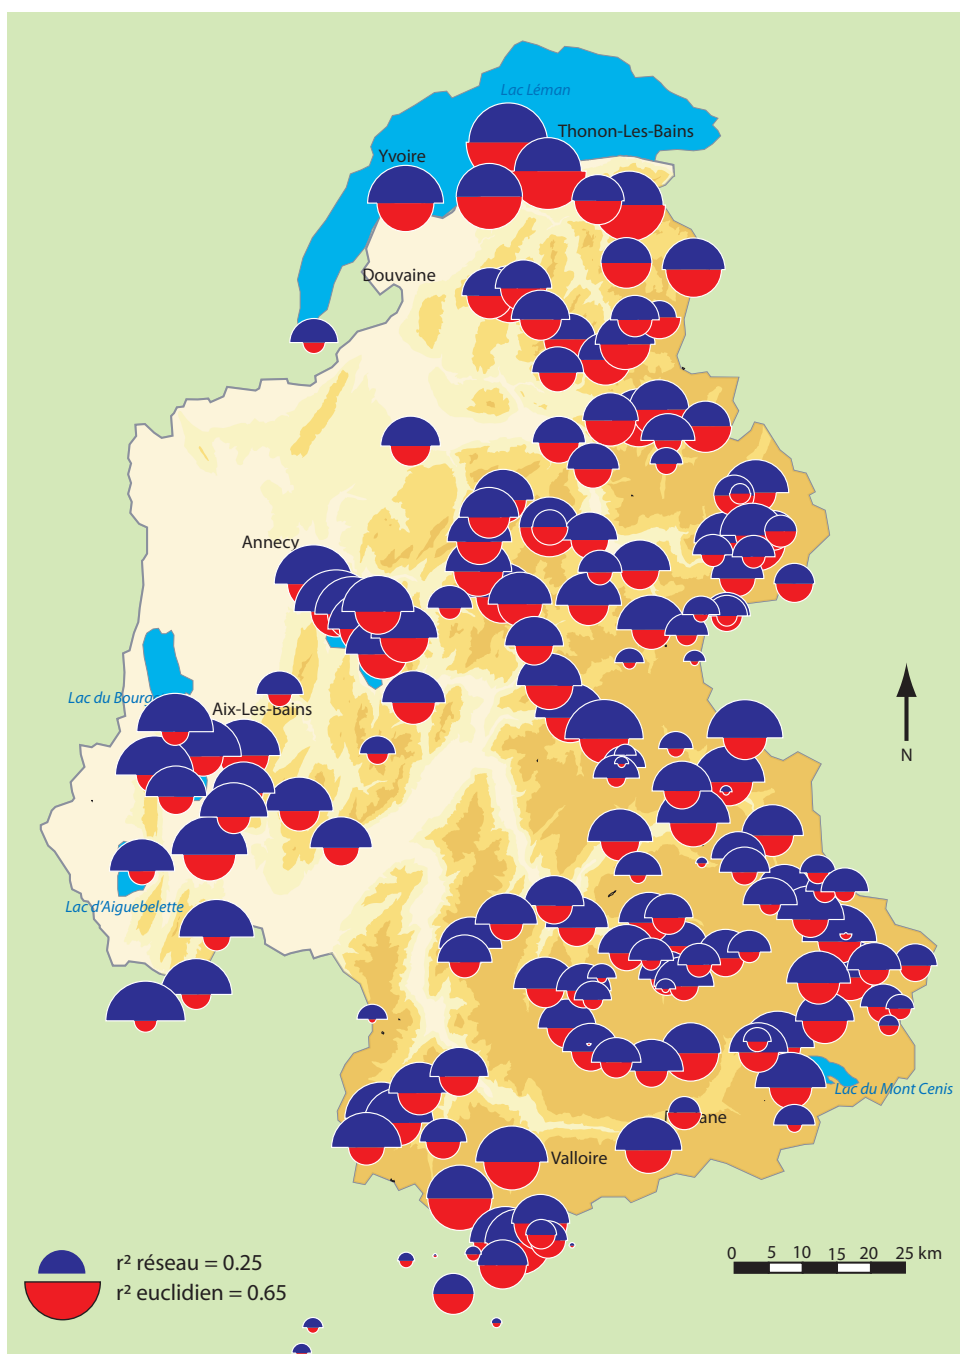 Lac Léman
Thonon-Les-Bains
Yvoire
Douvaine
Annecy
Lac du Bourg
Aix-Les-Bains
Lac d'Aiguebelette
Lac du Mont Cenis
Valloire
N
r² réseau = 0.25
r² euclidien = 0.65
0 5 10 15 20 25 km